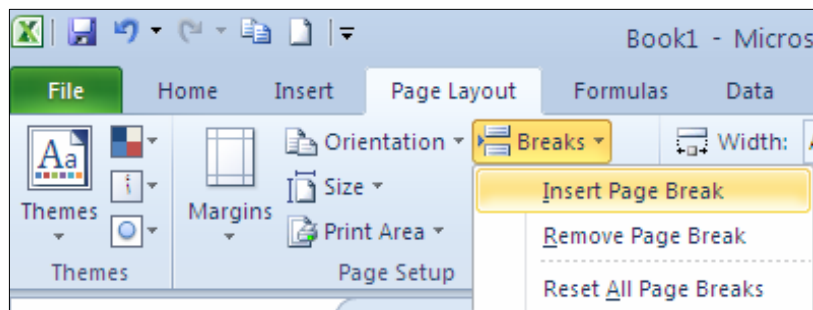 Book1 - Micros
File Home Insert Page Layout Formulas Data
Aa Orientation Breaks Width:
Size Insert Page Break
Themes Margins
Print Area Remove Page Break
Themes Page Setup Reset All Page Breaks